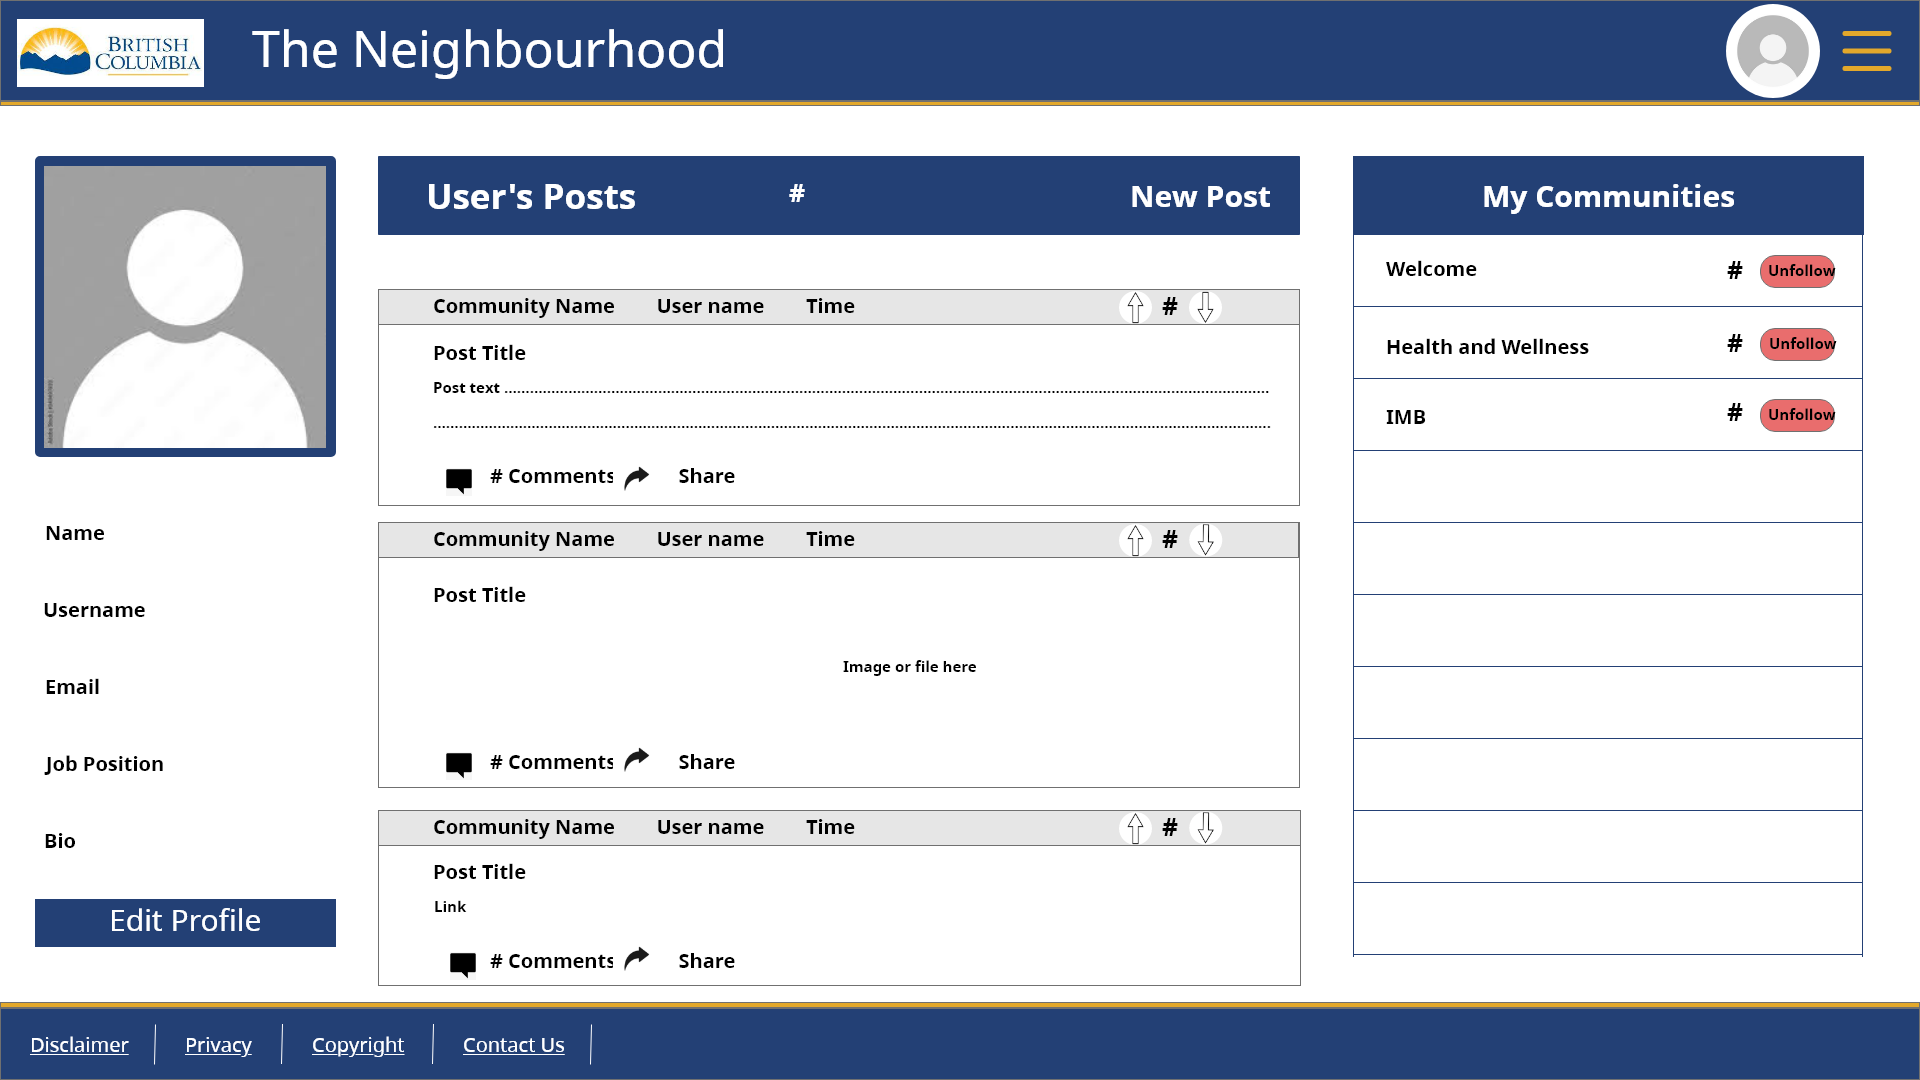 BRITISH
COLUMBIA
The Neighbourhood
User's Posts # New Post
Community Name User name Time #
Post Title
Post text ................................................................................
................................................................................
# Comments Share
Community Name User name Time #
Post Title
Image or file here
# Comments Share
Community Name User name Time #
Post Title
Link
# Comments Share
My Communities
Welcome # Unfollow
Health and Wellness # Unfollow
IMB # Unfollow
Name
Username
Email
Job Position
Bio
Edit Profile
Disclaimer Privacy Copyright Contact Us